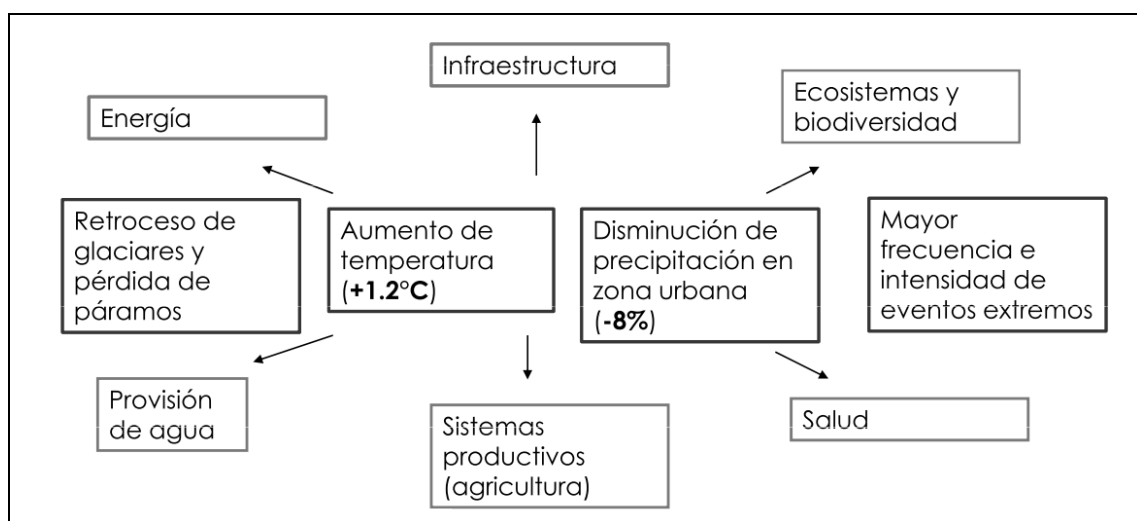 Infraestructura
Energía
Ecosistemas y
biodiversidad
Retroceso de
glaciares y
pérdida de
páramos
Aumento de
temperatura
(+1.2°C)
Disminución de
precipitación en
zona urbana
(-8%)
Mayor
frecuencia e
intensidad de
eventos extremos
Provisión
de agua
Sistemas
productivos
(agricultura)
Salud